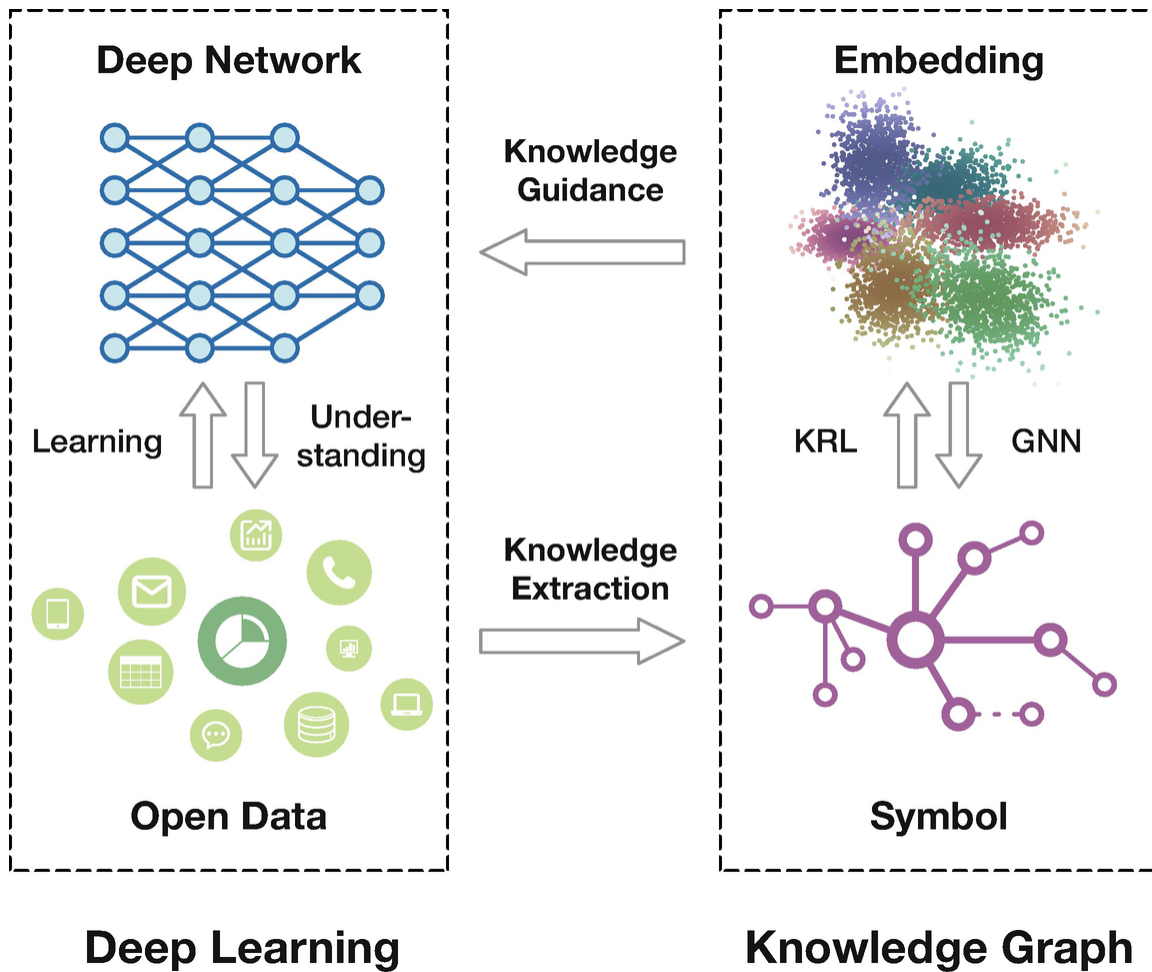 Deep Network
Embedding
Knowledge
Guidance
Learning
Under-
standing
KRL
GNN
Knowledge
Extraction
Open Data
Symbol
Deep Learning
Knowledge Graph